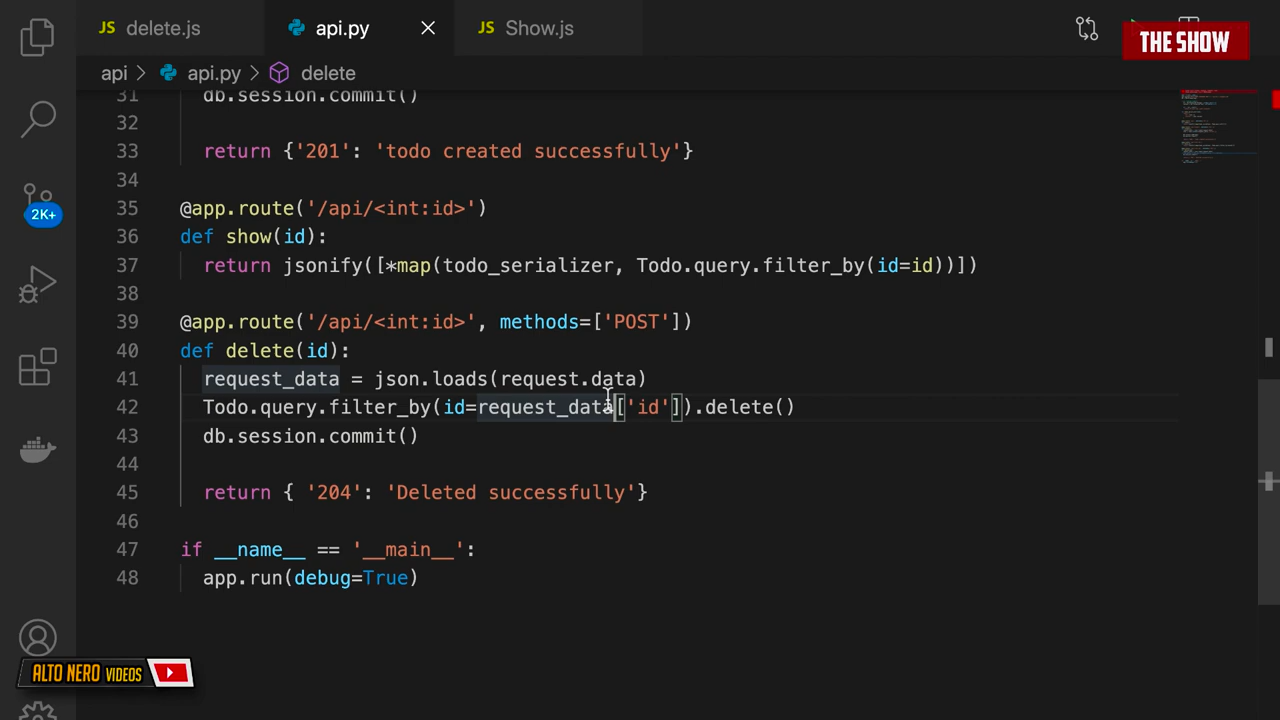 JS delete.js
api.py
JS Show.js
THE SHOW
api > api.py > delete
31 db.session.commit()
32
33 return {'201': 'todo created successfully'}
34
35 @app.route('/api/<int:id>')
36 def show(id):
37 return jsonify([*map(todo_serializer, Todo.query.filter_by(id=id))])
38
39 @app.route('/api/<int:id>', methods=['POST'])
40 def delete(id):
41 request_data = json.loads(request.data)
42 Todo.query.filter_by(id=request_data['id']).delete()
43 db.session.commit()
44
45 return { '204': 'Deleted successfully'}
46
47 if __name__ == '__main__':
48 app.run(debug=True)
2K+
ALTO NERO VIDEOS